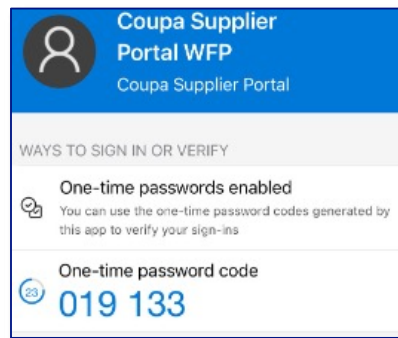 Coupa Supplier
Portal WFP
Coupa Supplier Portal
WAYS TO SIGN IN OR VERIFY
One-time passwords enabled
You can use the one-time password codes generated by
this app to verify your sign-ins
One-time password code
23
019 133